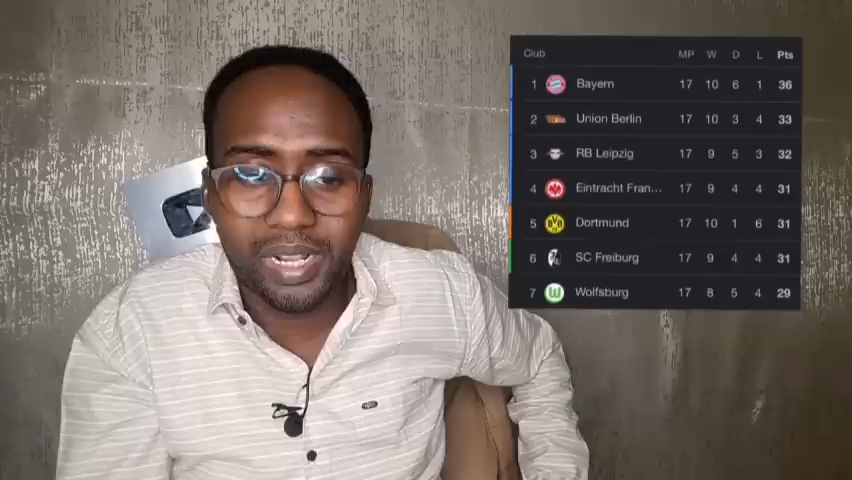 Club MP W D L Pts
1 Bayern 17 10 6 1 36
2 Union Berlin 17 10 3 4 33
3 RB Leipzig 17 9 5 3 32
4 Eintracht Fran... 17 9 4 4 31
5 Dortmund 17 10 1 6 31
6 SC Freiburg 17 9 4 4 31
7 Wolfsburg 17 8 5 4 29